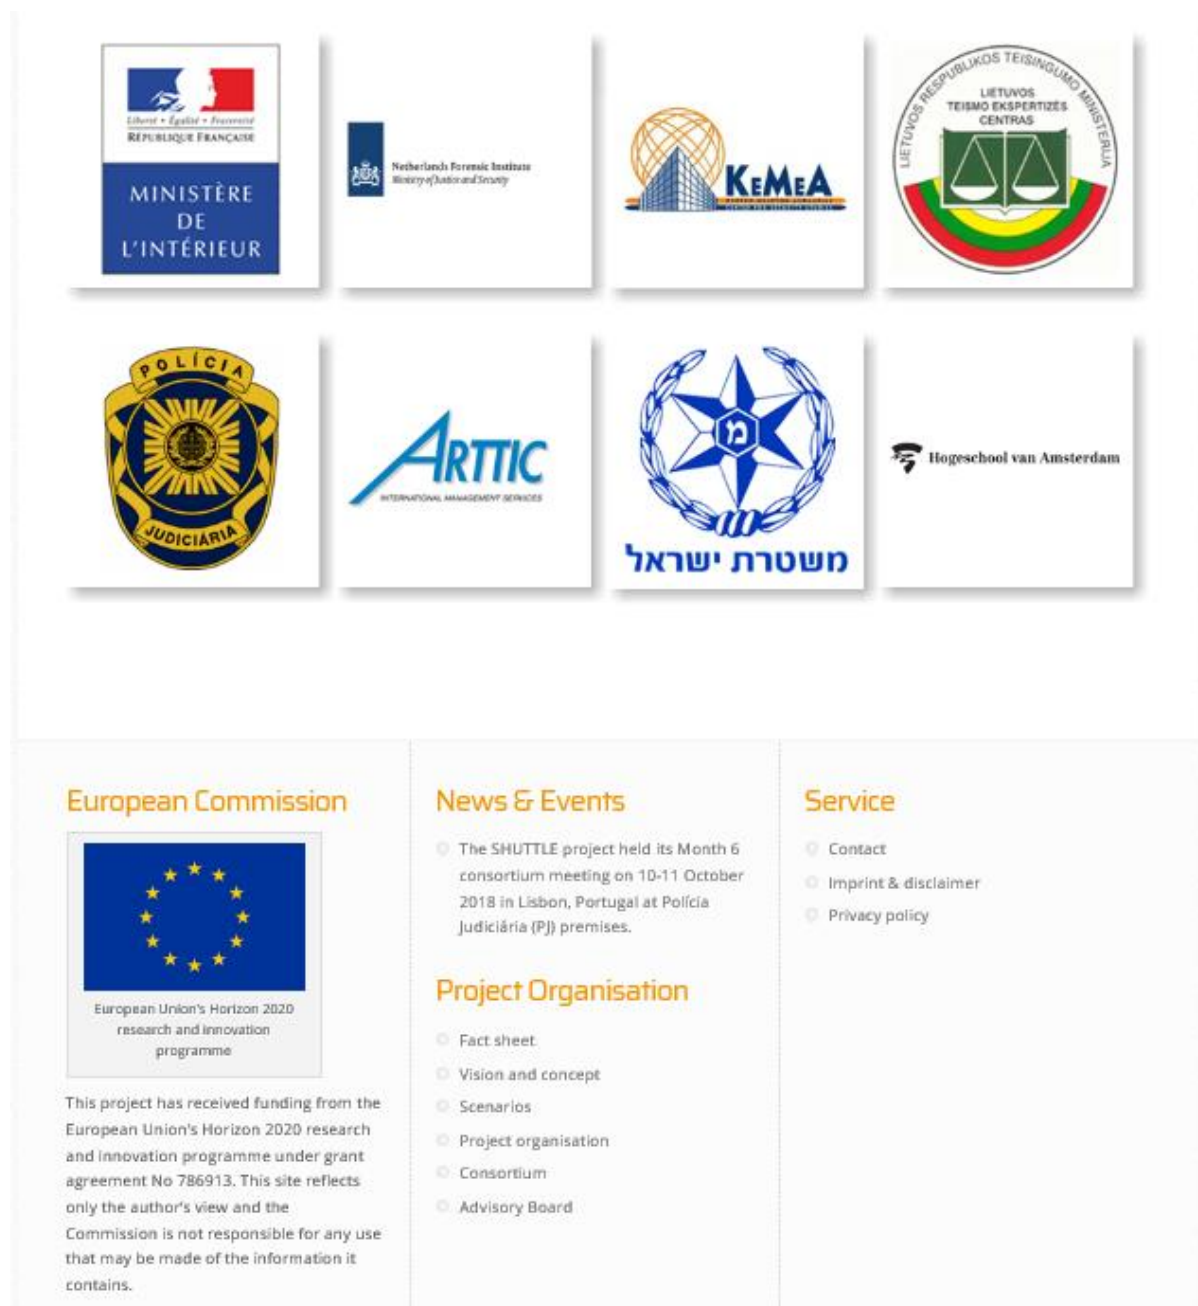 Liberté • Égalité • Fraternité
RÉPUBLIQUE FRANÇAISE
MINISTÈRE
DE
L'INTÉRIEUR
Netherlands Forensic Institute
Ministry of Justice and Security
KEMEA
CENTER FOR SECURITY STUDIES
LIETUVOS RESPUBLIKOS TEISINGUMO MINISTERIJA
LIETUVOS
TEISMO EKSPERTIZĖS
CENTRAS
POLÍCIA
JUDICIÁRIA
ARTTIC
INTERNATIONAL MANAGEMENT SERVICES
מ
משטרת ישראל
Hogeschool van Amsterdam
European Commission
European Union's Horizon 2020
research and innovation
programme
This project has received funding from the
European Union's Horizon 2020 research
and innovation programme under grant
agreement No 786913. This site reflects
only the author's view and the
Commission is not responsible for any use
that may be made of the information it
contains.
News & Events
The SHUTTLE project held its Month 6
consortium meeting on 10-11 October
2018 in Lisbon, Portugal at Polícia
Judiciária (PJ) premises.
Project Organisation
Fact sheet
Vision and concept
Scenarios
Project organisation
Consortium
Advisory Board
Service
Contact
Imprint & disclaimer
Privacy policy